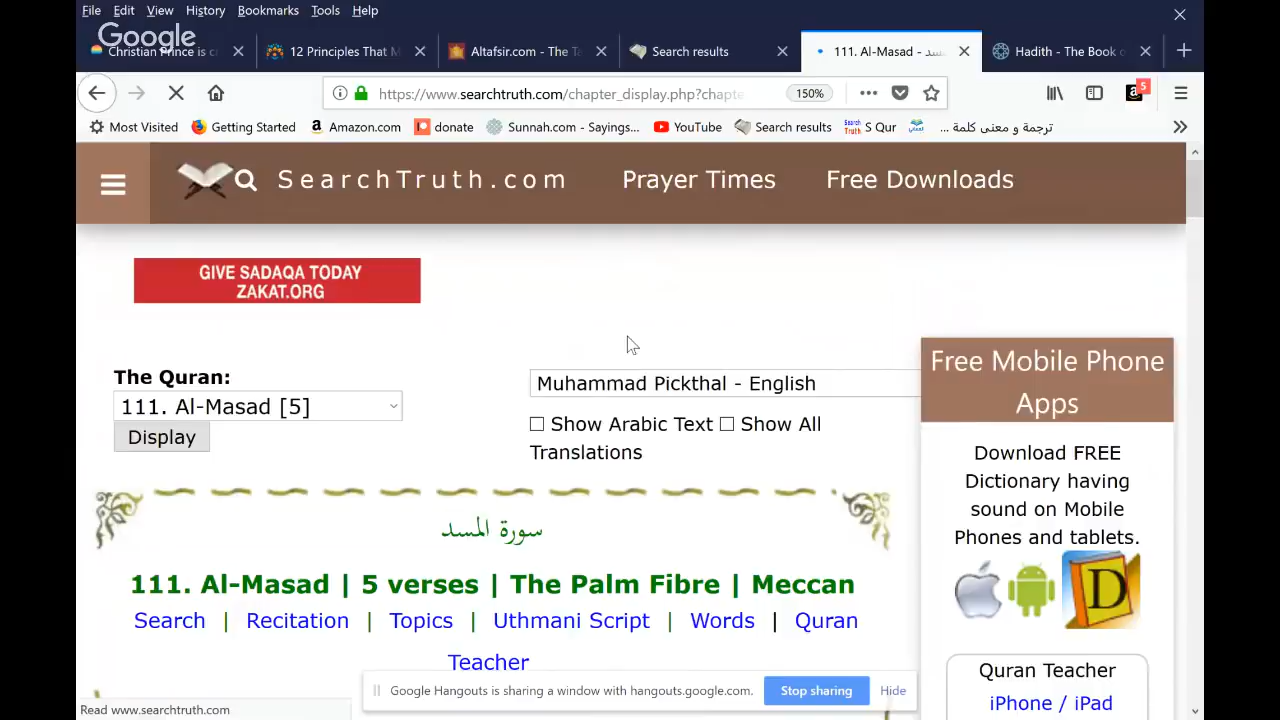 File Edit View History Bookmarks Tools Help
Google
Christian Prince is c
12 Principles That M
Altafsir.com - The T
Search results
111. Al-Masad -
Hadith - The Book o
https://www.searchtruth.com/chapter_display.php?chapte
150%
5
Most Visited Getting Started Amazon.com donate Sunnah.com - Sayings... YouTube Search results S Qur ترجمة و معنى كلمة ...
SearchTruth.com Prayer Times Free Downloads
GIVE SADAQA TODAY
ZAKAT.ORG
The Quran:
111. Al-Masad [5]
Display
Muhammad Pickthal - English
Show Arabic Text Show All
Translations
سورة المسد
111. Al-Masad | 5 verses | The Palm Fibre | Meccan
Search | Recitation | Topics | Uthmani Script | Words | Quran
Teacher
Free Mobile Phone
Apps
Download FREE
Dictionary having
sound on Mobile
Phones and tablets.
D
Quran Teacher
iPhone / iPad
Google Hangouts is sharing a window with hangouts.google.com. Stop sharing Hide
Read www.searchtruth.com